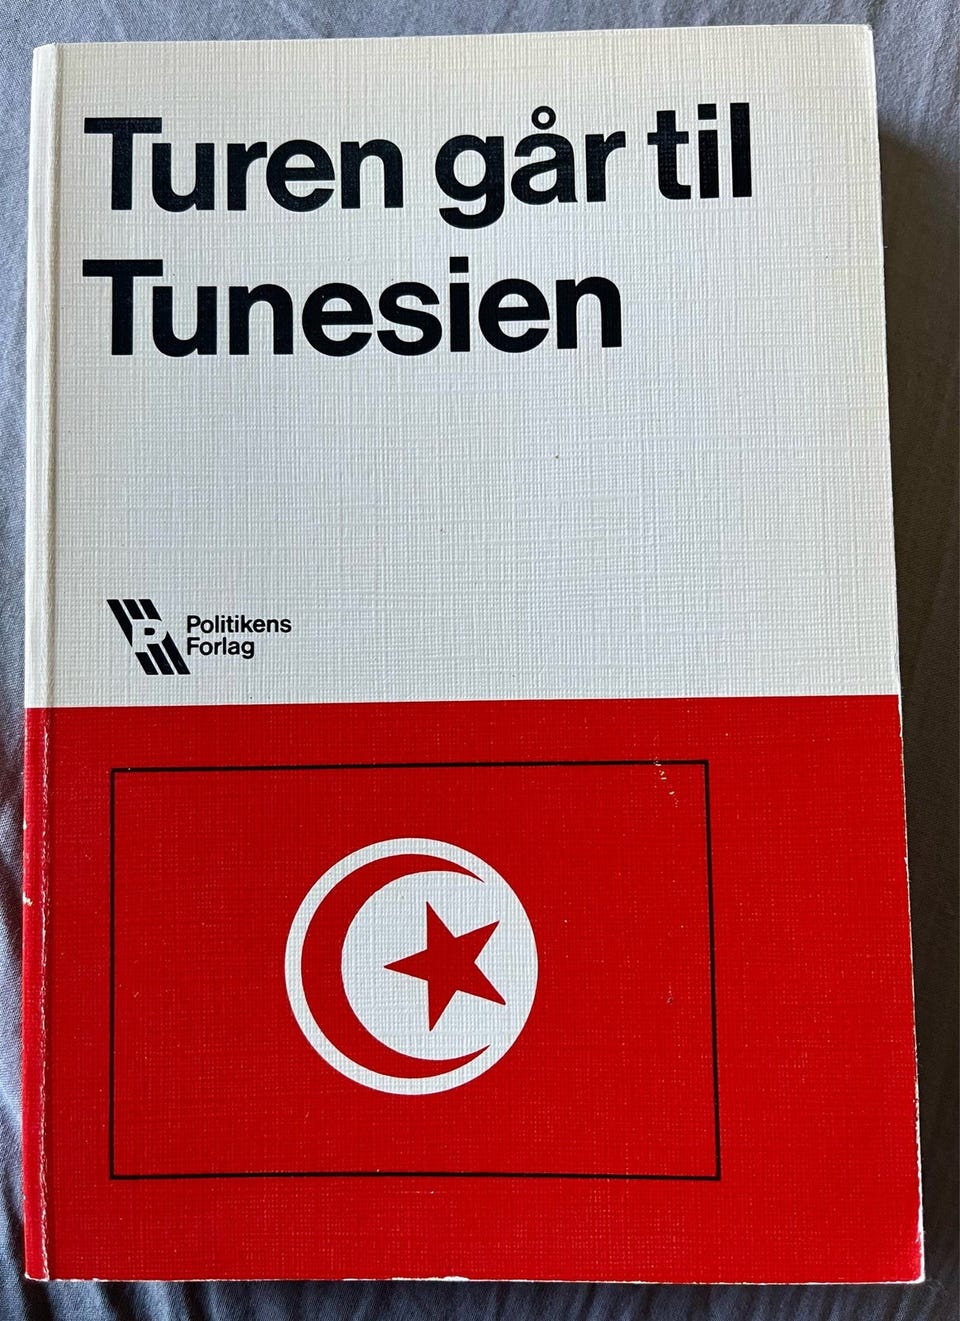 Turen går til
Tunesien
Politikens
Forlag